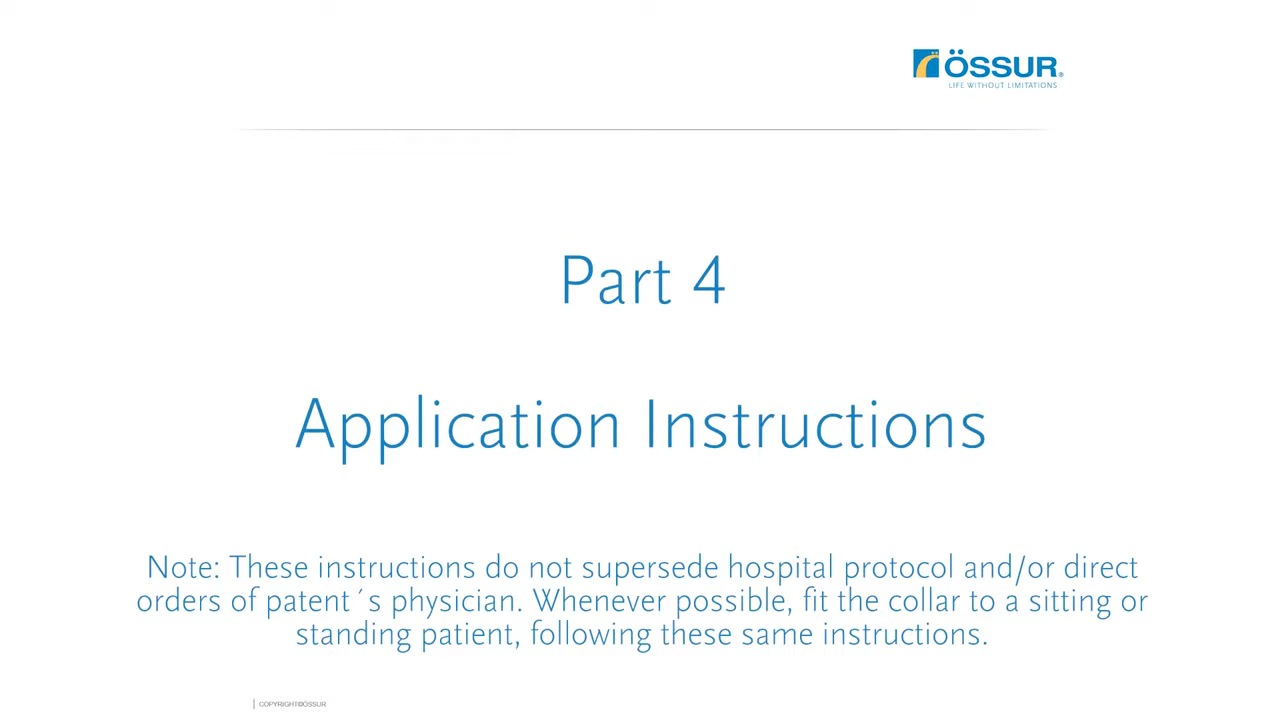 ÖSSUR®
LIFE WITHOUT LIMITATIONS
Part 4
Application Instructions
Note: These instructions do not supersede hospital protocol and/or direct
orders of patent´s physician. Whenever possible, fit the collar to a sitting or
standing patient, following these same instructions.
COPYRIGHT©ÖSSUR